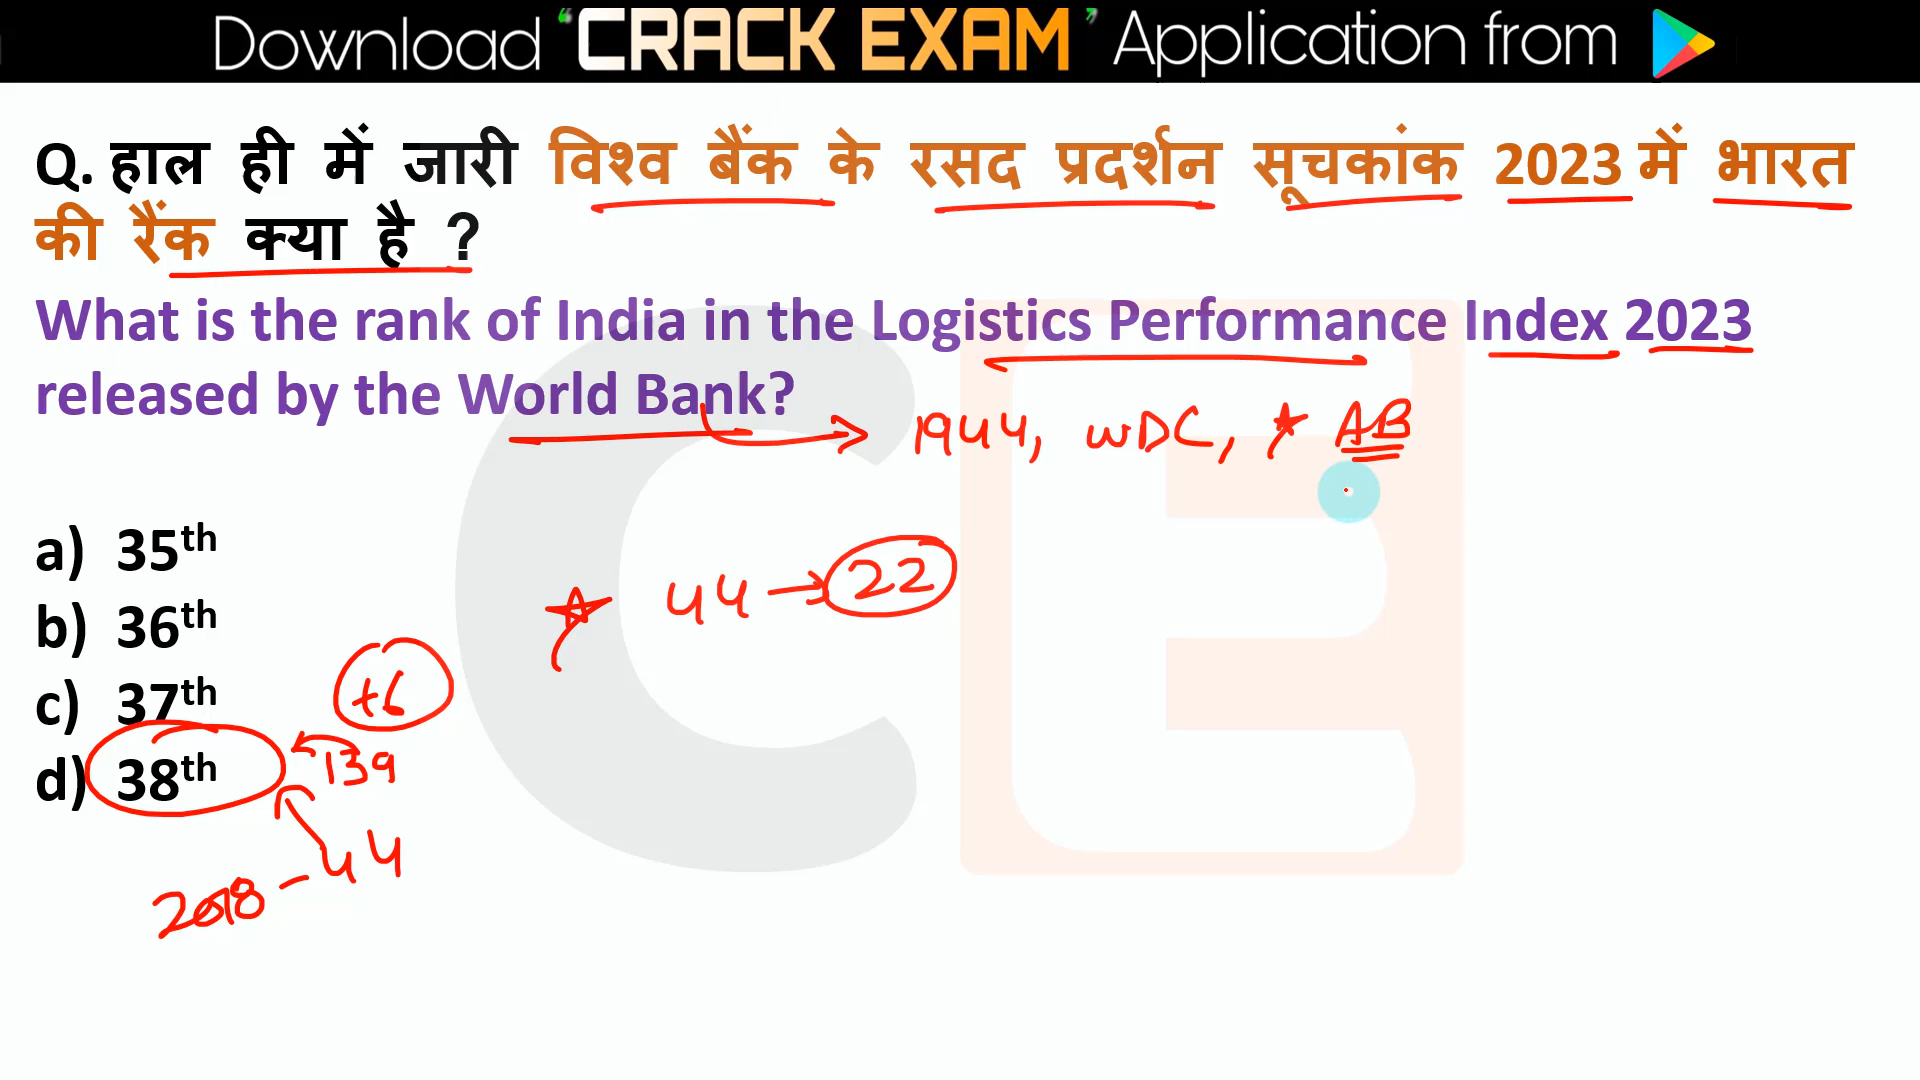 Download ‘CRACK EXAM’ Application from
Q. हाल ही में जारी विश्व बैंक के रसद प्रदर्शन सूचकांक 2023 में भारत
की रैंक क्या है ?
What is the rank of India in the Logistics Performance Index 2023
released by the World Bank?
1944, WDC, AB
a) 35th
44 → 22
b) 36th
+6
c) 37th
139
d) 38th
2018 - 44
CE